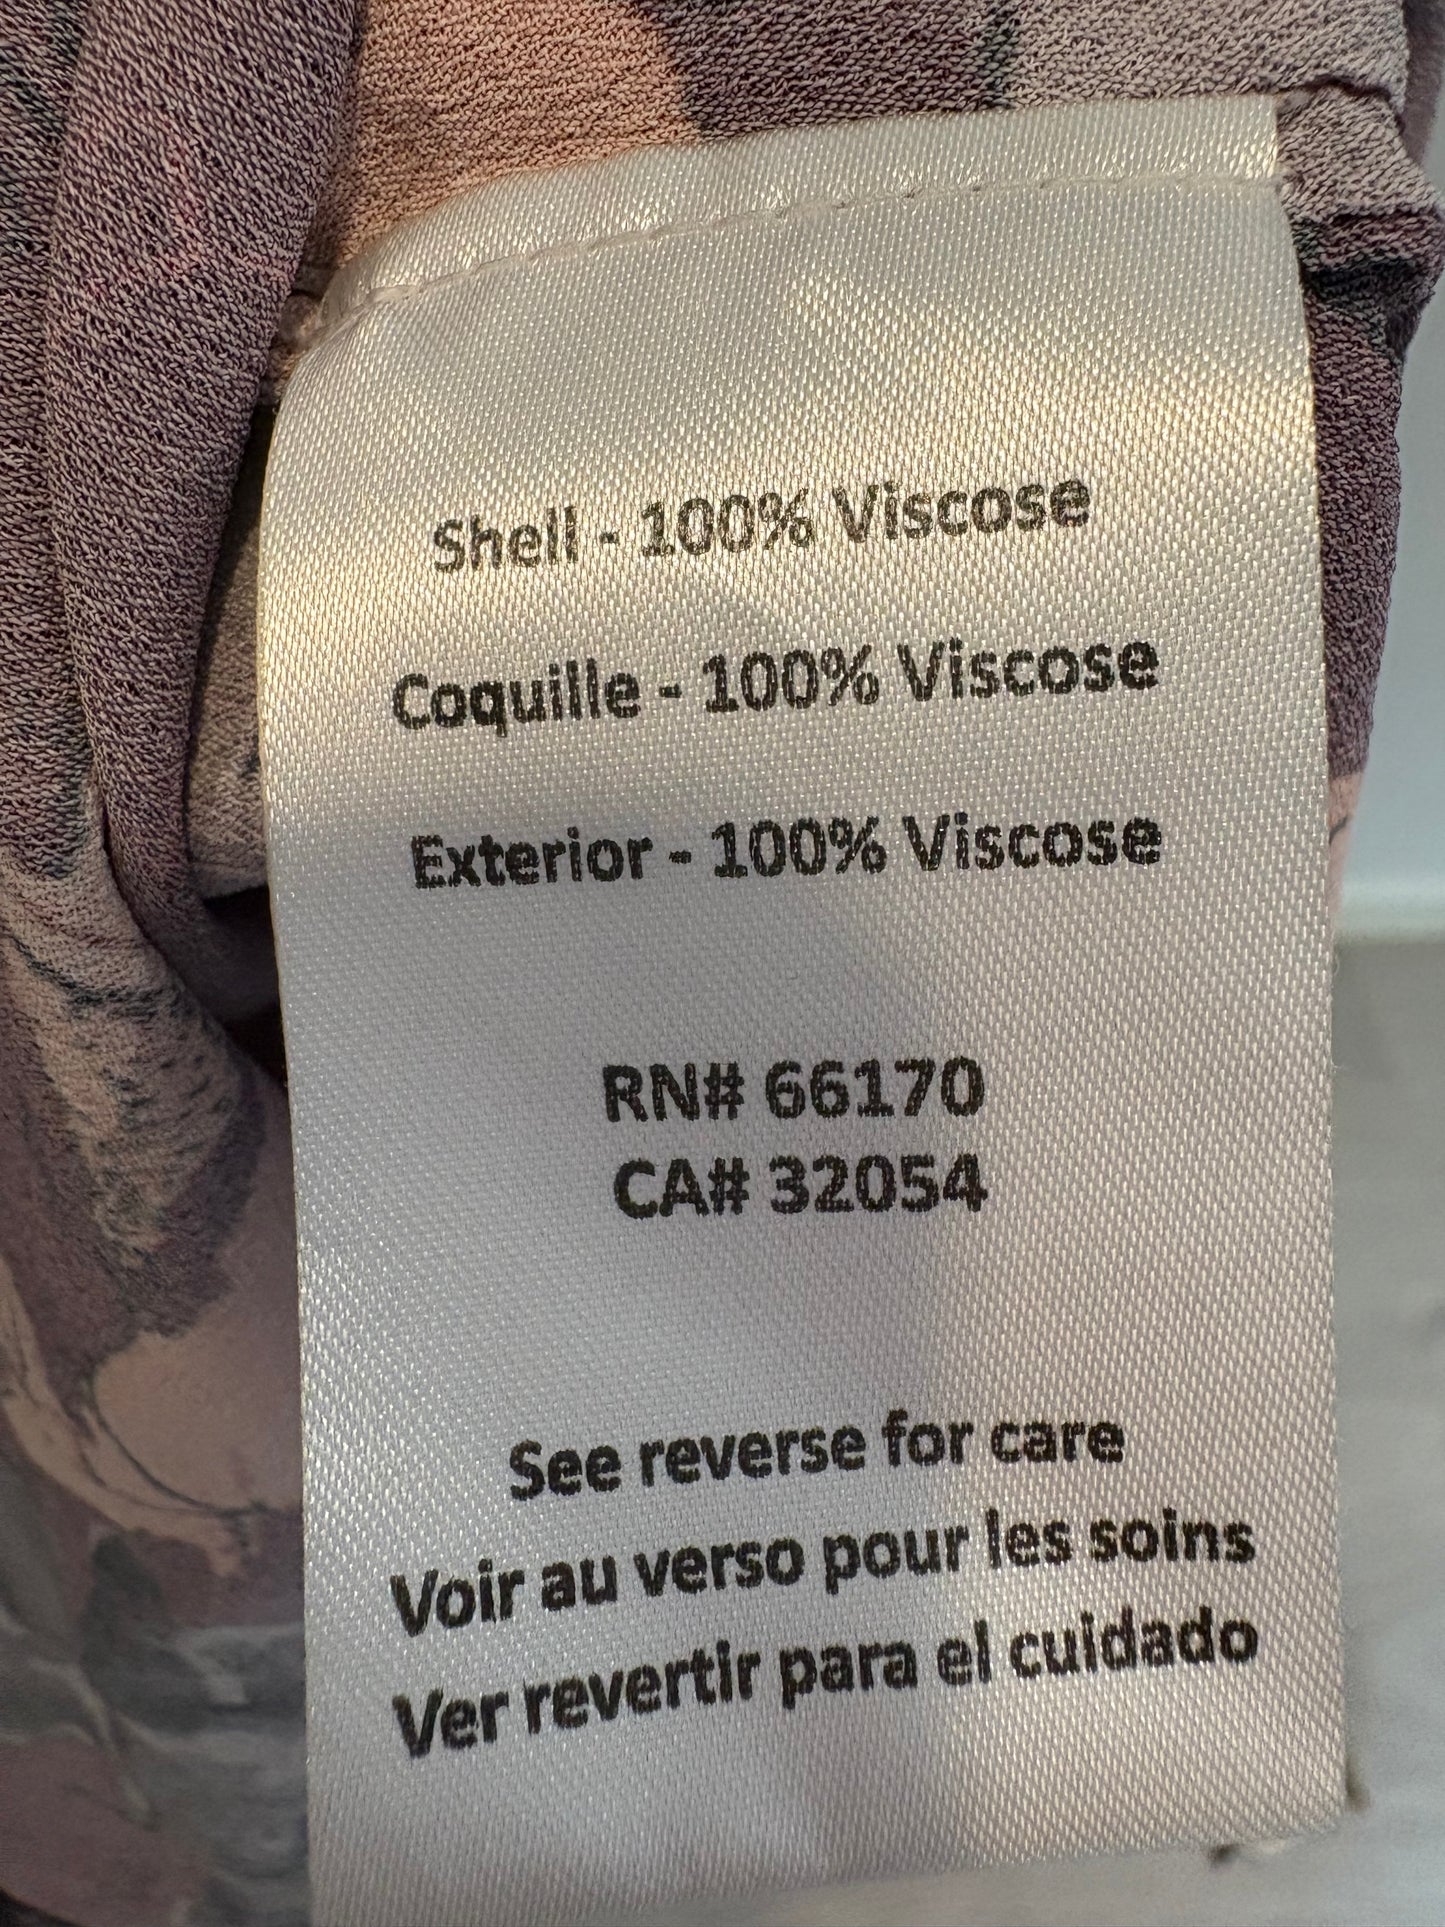 Shell - 100% Viscose
Coquille - 100% Viscose
Exterior - 100% Viscose
RN# 66170
CA# 32054
See reverse for care
Voir au verso pour les soins
Ver revertir para el cuidado